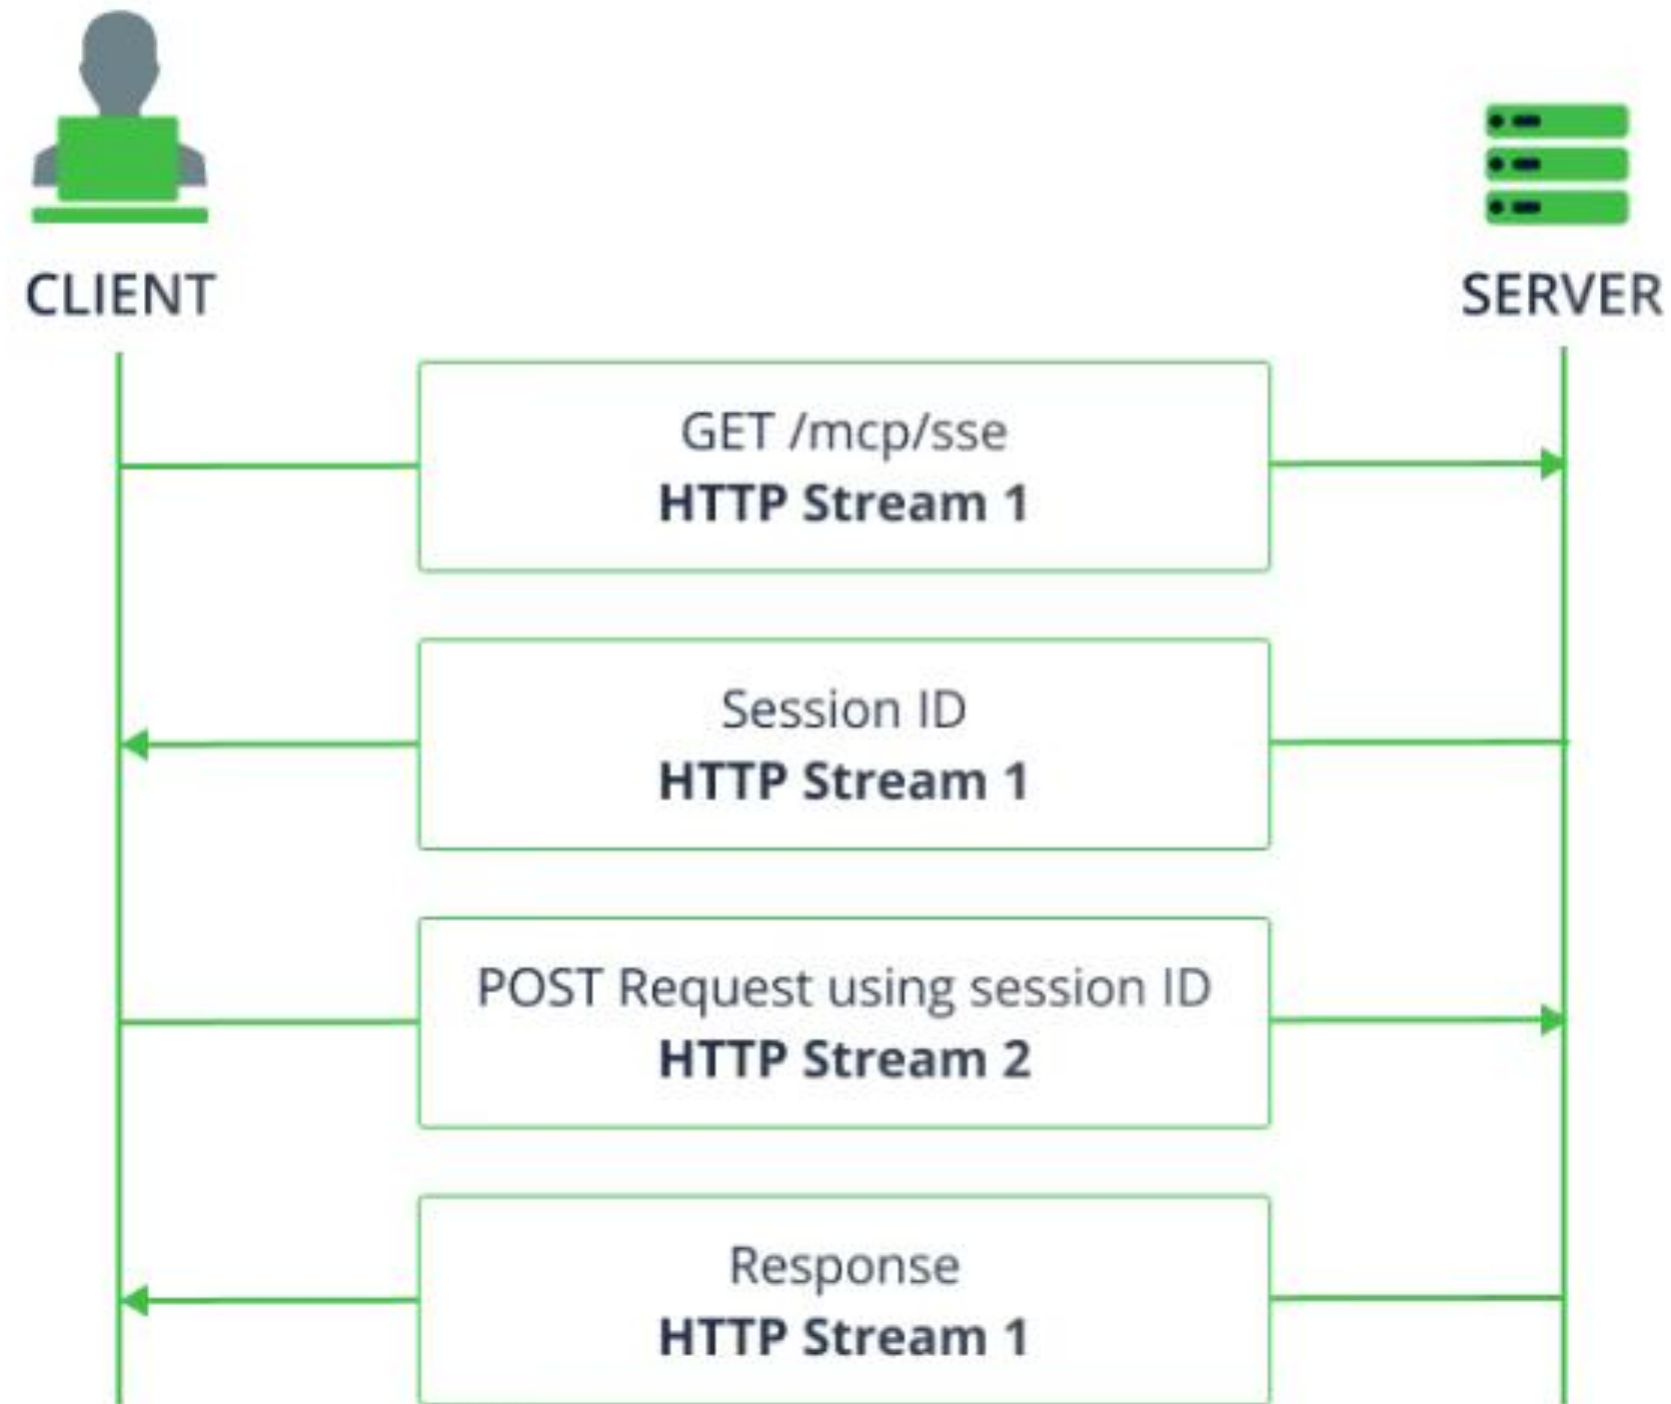 CLIENT
SERVER
GET /mcp/sse
HTTP Stream 1
Session ID
HTTP Stream 1
POST Request using session ID
HTTP Stream 2
Response
HTTP Stream 1